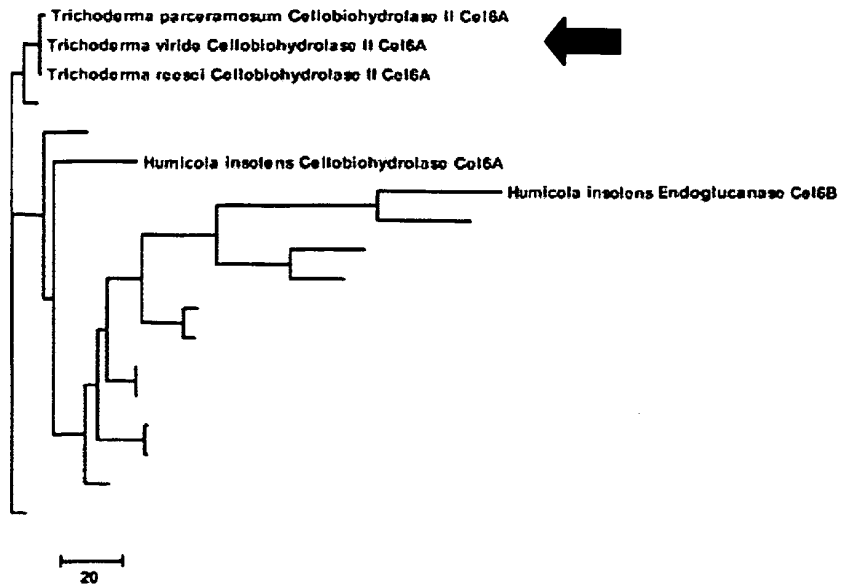 Trichoderma parceramosum Cellobiohydrolase II Cel6A
Trichoderma viride Cellobiohydrolase II Cel6A
Trichoderma reesei Cellobiohydrolase II Cel6A
Humicola insolens Cellobiohydrolase Cel6A
Humicola insolens Endoglucanase Cel6B
20